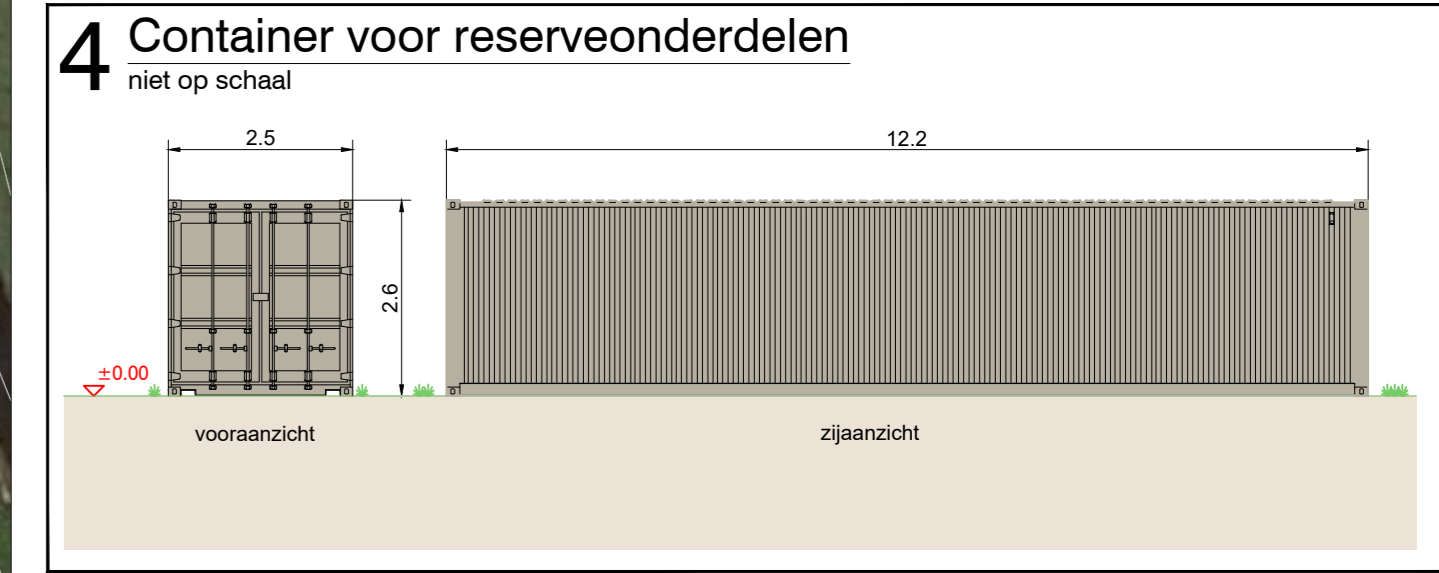 4 Container voor reserveonderdelen
niet op schaal
2.5
12.2
2.6
±0.00
vooraanzicht
zijaanzicht